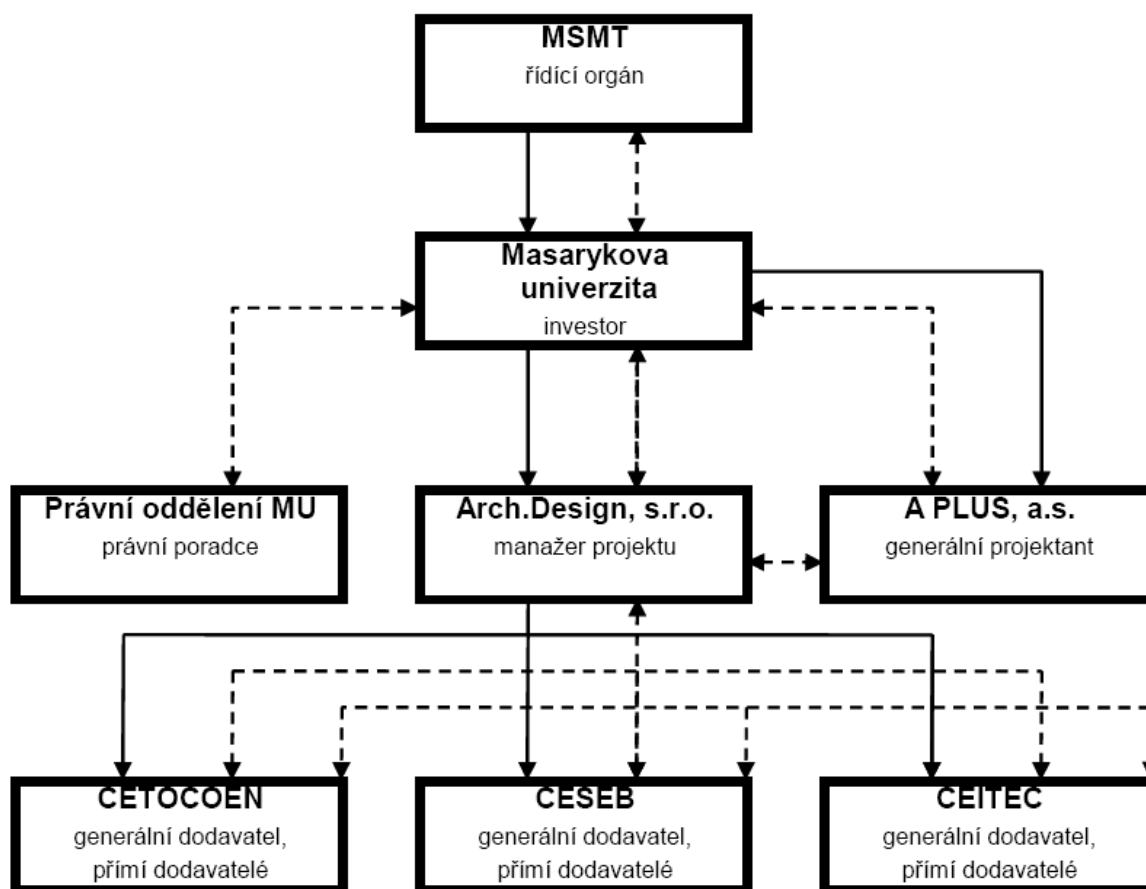 MSMT
řídící orgán
Masarykova
univerzita
investor
Právní oddělení MU
právní poradce
Arch.Design, s.r.o.
manažer projektu
A PLUS, a.s.
generální projektant
CETOCOEN
generální dodavatel,
přímí dodavatelé
CESEB
generální dodavatel,
přímí dodavatelé
CEITEC
generální dodavatel,
přímí dodavatelé